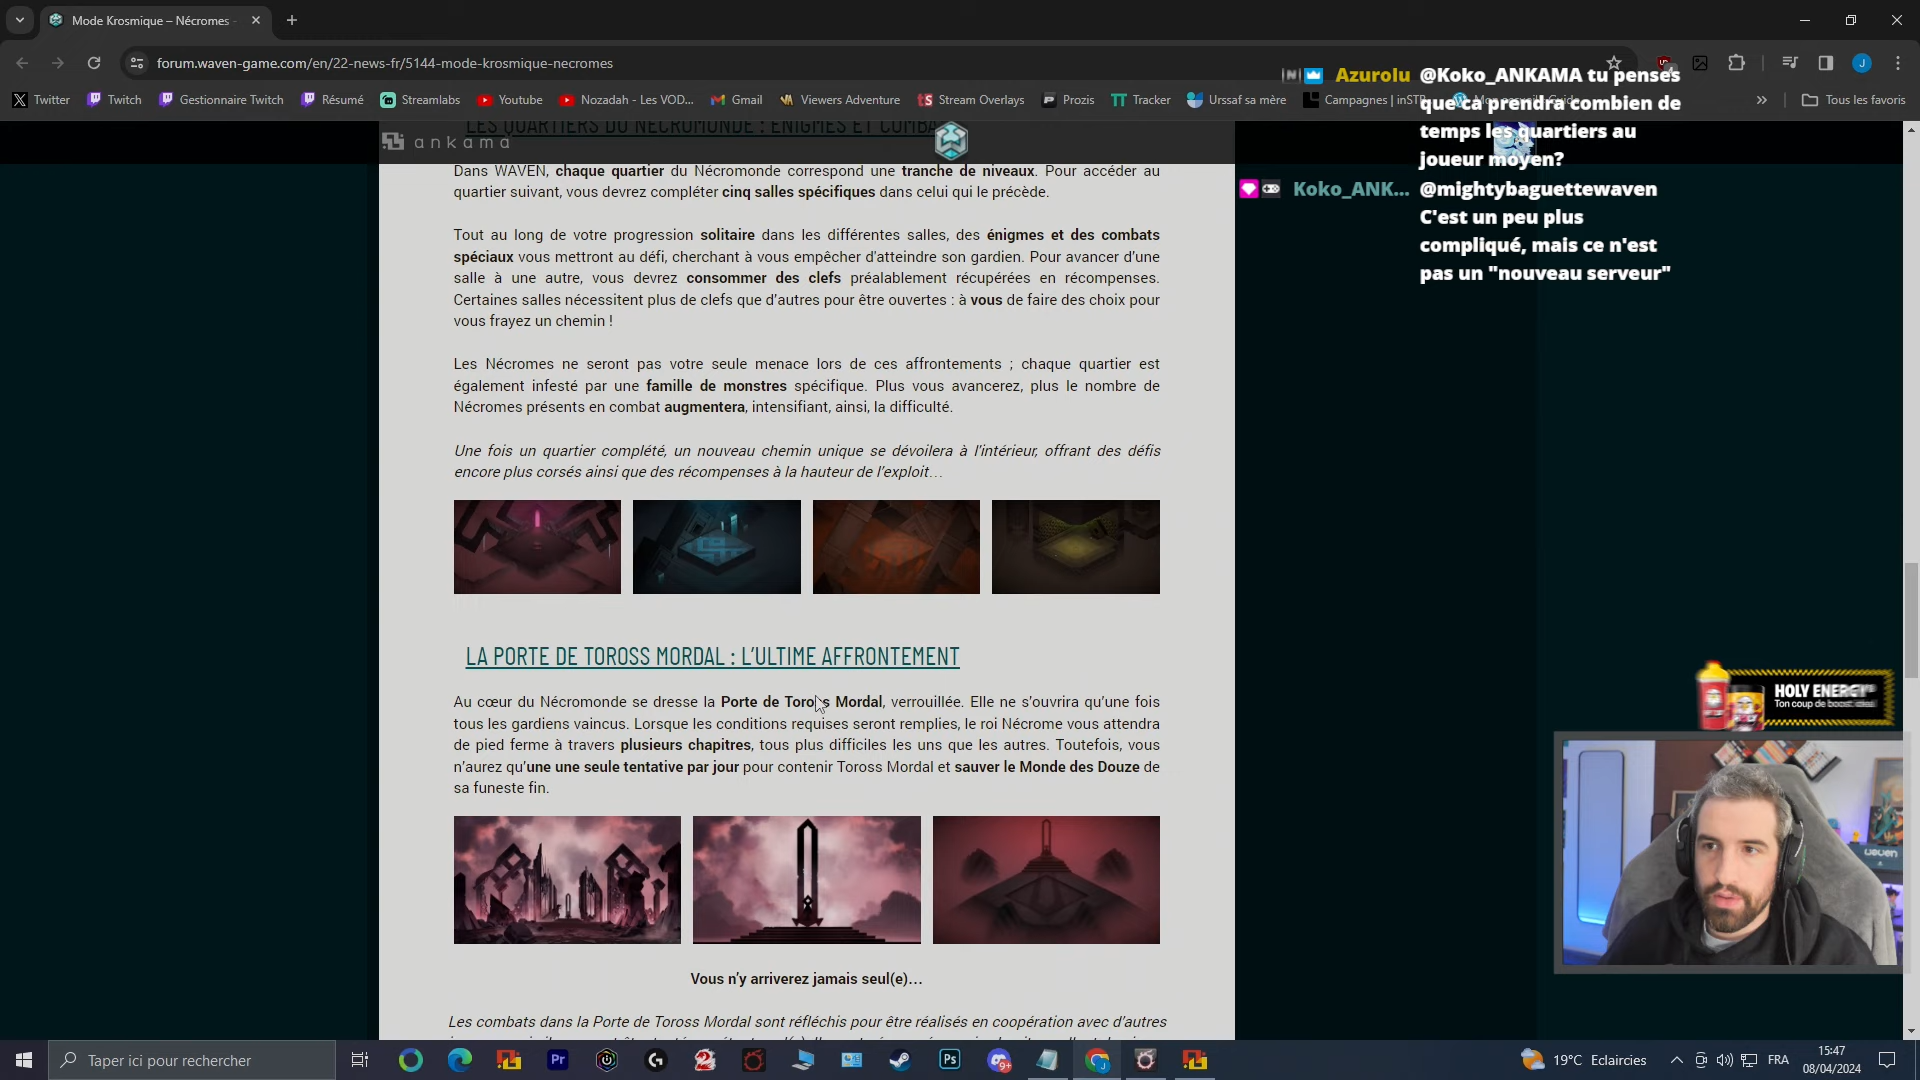 Mode Krosmique – Nécromes -
forum.waven-game.com/en/22-news-fr/5144-mode-krosmique-necromes
Twitter
Twitch
Gestionnaire Twitch
Résumé
Streamlabs
Youtube
Nozadah - Les VOD...
Gmail
Viewers Adventure
Stream Overlays
Prozis
Tracker
Urssaf sa mère
Campagnes | inSTR
Tous les favoris
LES QUARTIERS DU NÉCROMONDE : ÉNIGMES ET COMBA
ankama
Dans WAVEN, chaque quartier du Nécromonde correspond une tranche de niveaux. Pour accéder au
quartier suivant, vous devrez compléter cinq salles spécifiques dans celui qui le précède.
Tout au long de votre progression solitaire dans les différentes salles, des énigmes et des combats
spéciaux vous mettront au défi, cherchant à vous empêcher d'atteindre son gardien. Pour avancer d'une
salle à une autre, vous devrez consommer des clefs préalablement récupérées en récompenses.
Certaines salles nécessitent plus de clefs que d'autres pour être ouvertes : à vous de faire des choix pour
vous frayez un chemin !
Les Nécromes ne seront pas votre seule menace lors de ces affrontements ; chaque quartier est
également infesté par une famille de monstres spécifique. Plus vous avancerez, plus le nombre de
Nécromes présents en combat augmentera, intensifiant, ainsi, la difficulté.
Une fois un quartier complété, un nouveau chemin unique se dévoilera à l'intérieur, offrant des défis
encore plus corsés ainsi que des récompenses à la hauteur de l'exploit…
LA PORTE DE TOROSS MORDAL : L'ULTIME AFFRONTEMENT
Au cœur du Nécromonde se dresse la Porte de Toross Mordal, verrouillée. Elle ne s'ouvrira qu'une fois
tous les gardiens vaincus. Lorsque les conditions requises seront remplies, le roi Nécrome vous attendra
de pied ferme à travers plusieurs chapitres, tous plus difficiles les uns que les autres. Toutefois, vous
n'aurez qu'une une seule tentative par jour pour contenir Toross Mordal et sauver le Monde des Douze de
sa funeste fin.
Vous n'y arriverez jamais seul(e)…
Les combats dans la Porte de Toross Mordal sont réfléchis pour être réalisés en coopération avec d'autres
Azurolu @Koko_ANKAMA tu penses
que ca prendra combien de
temps les quartiers au
joueur moyen?
Koko_ANK... @mightybaguettewaven
C'est un peu plus
compliqué, mais ce n'est
pas un "nouveau serveur"
HOLY ENERGY
Ton coup de boost idéal
Taper ici pour rechercher
19°C Eclaircies
FRA
15:47
08/04/2024